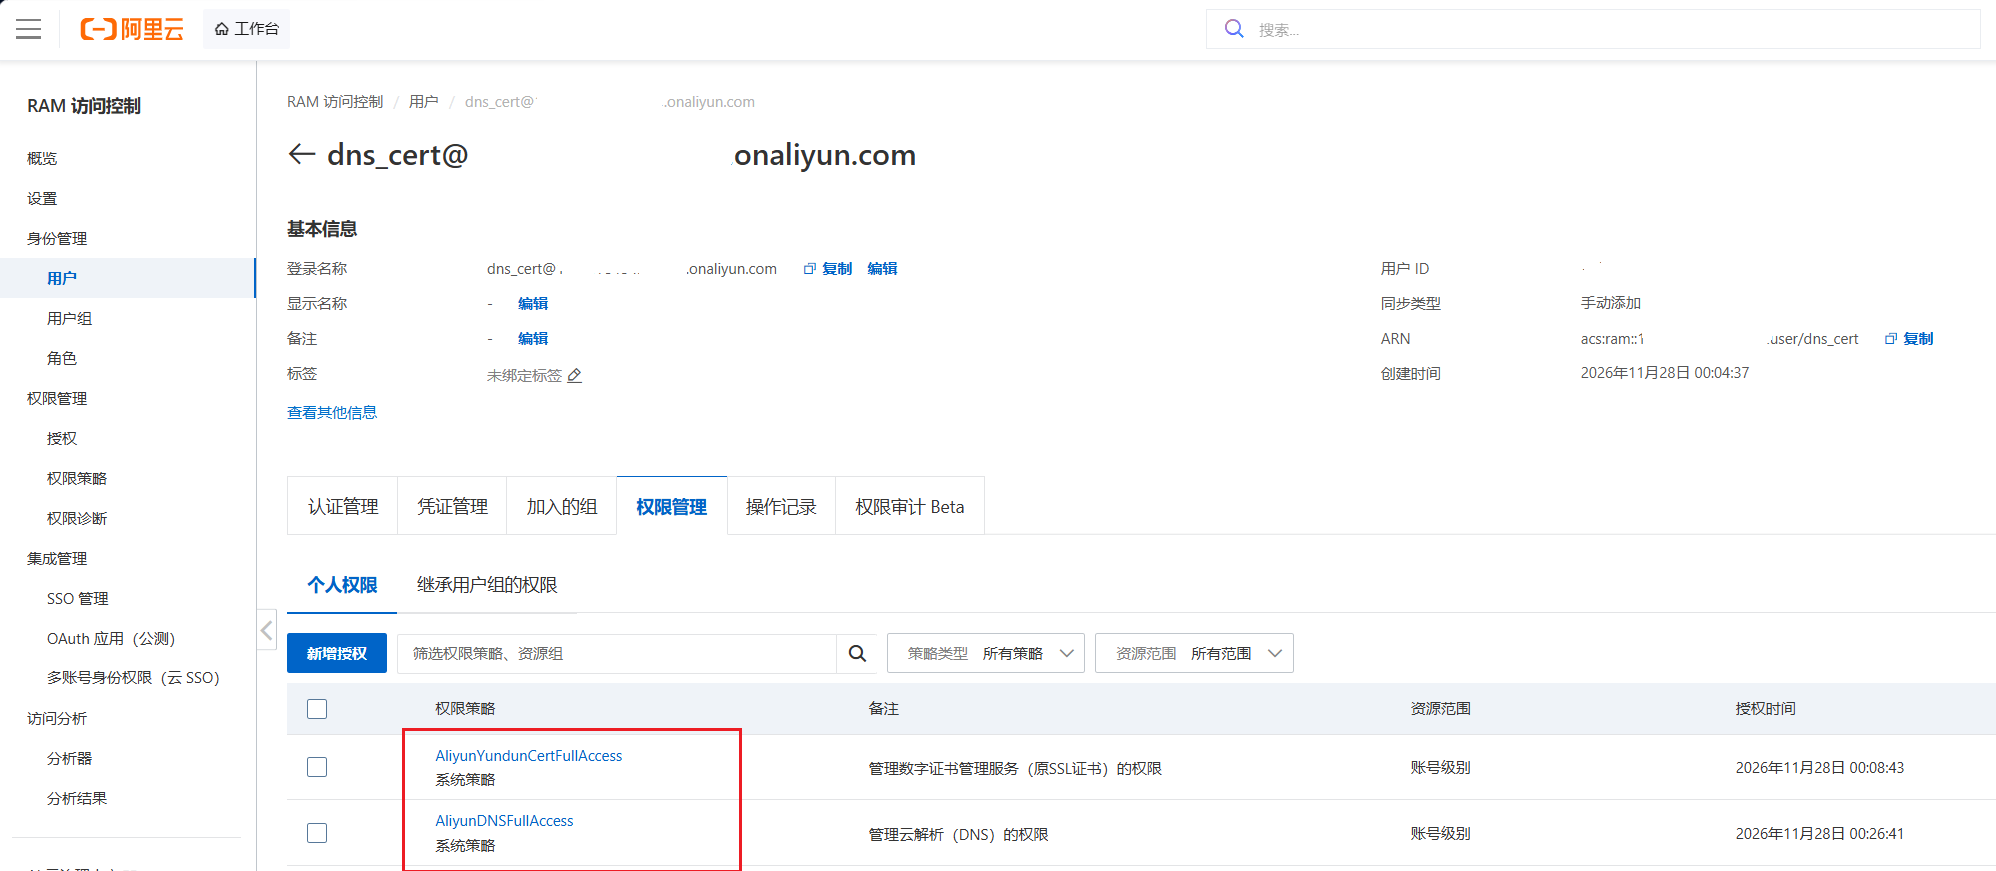 阿里云
工作台
搜索...
RAM 访问控制
概览
设置
身份管理
用户
用户组
角色
权限管理
授权
权限策略
权限诊断
集成管理
SSO 管理
OAuth 应用（公测）
多账号身份权限（云 SSO）
访问分析
分析器
分析结果
RAM 访问控制 / 用户 / dns_cert@ .onaliyun.com
dns_cert@ .onaliyun.com
基本信息
登录名称 dns_cert@ .onaliyun.com 复制 编辑 用户 ID
显示名称 - 编辑 同步类型 手动添加
备注 - 编辑 ARN acs:ram::1 user/dns_cert 复制
标签 未绑定标签 创建时间 2026年11月28日 00:04:37
查看其他信息
认证管理 凭证管理 加入的组 权限管理 操作记录 权限审计 Beta
个人权限 继承用户组的权限
新增授权 筛选权限策略、资源组 策略类型 所有策略 资源范围 所有范围
权限策略 备注 资源范围 授权时间
AliyunYundunCertFullAccess
系统策略
管理数字证书管理服务（原SSL证书）的权限 账号级别 2026年11月28日 00:08:43
AliyunDNSFullAccess
系统策略
管理云解析（DNS）的权限 账号级别 2026年11月28日 00:26:41